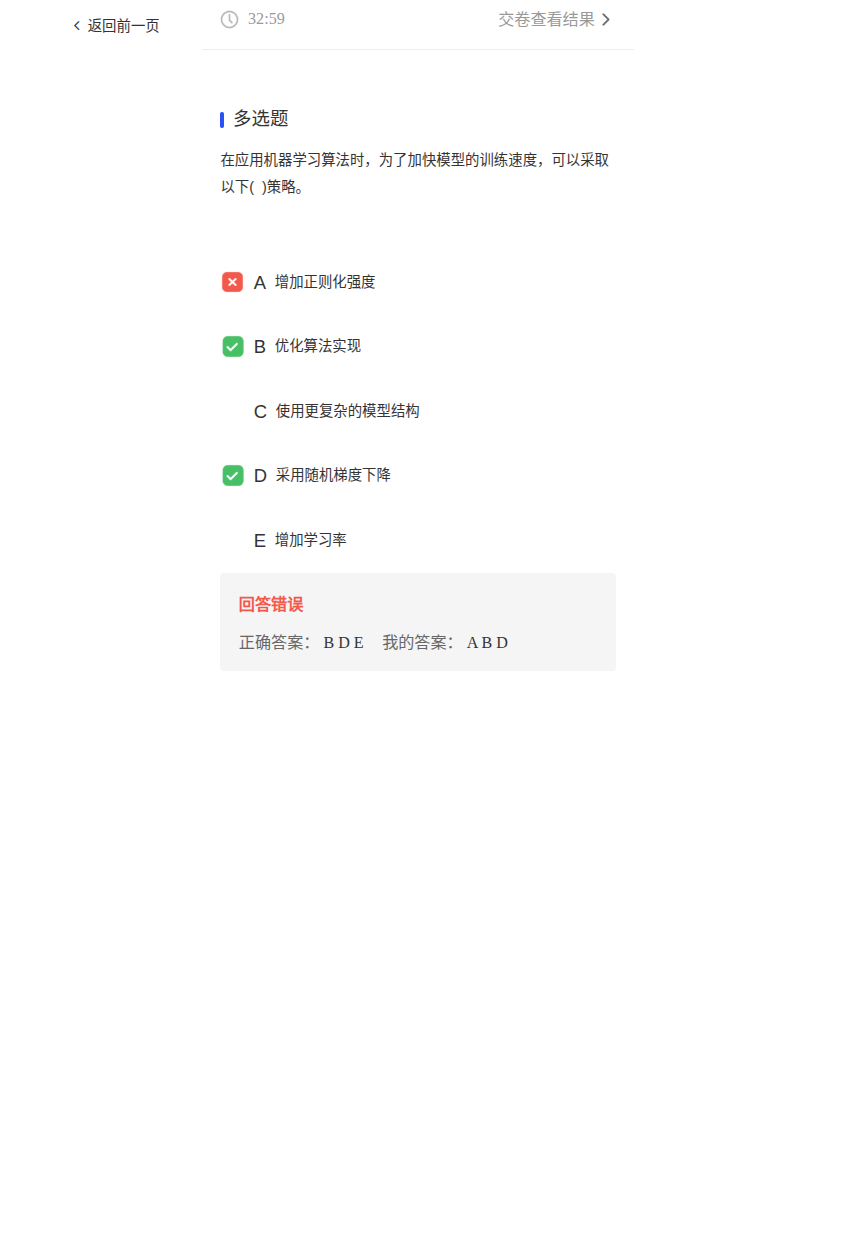 返回前一页
32:59 交卷查看结果
多选题
在应用机器学习算法时，为了加快模型的训练速度，可以采取
以下( )策略。
A 增加正则化强度
B 优化算法实现
C 使用更复杂的模型结构
D 采用随机梯度下降
E 增加学习率
回答错误
正确答案： B D E 我的答案： A B D